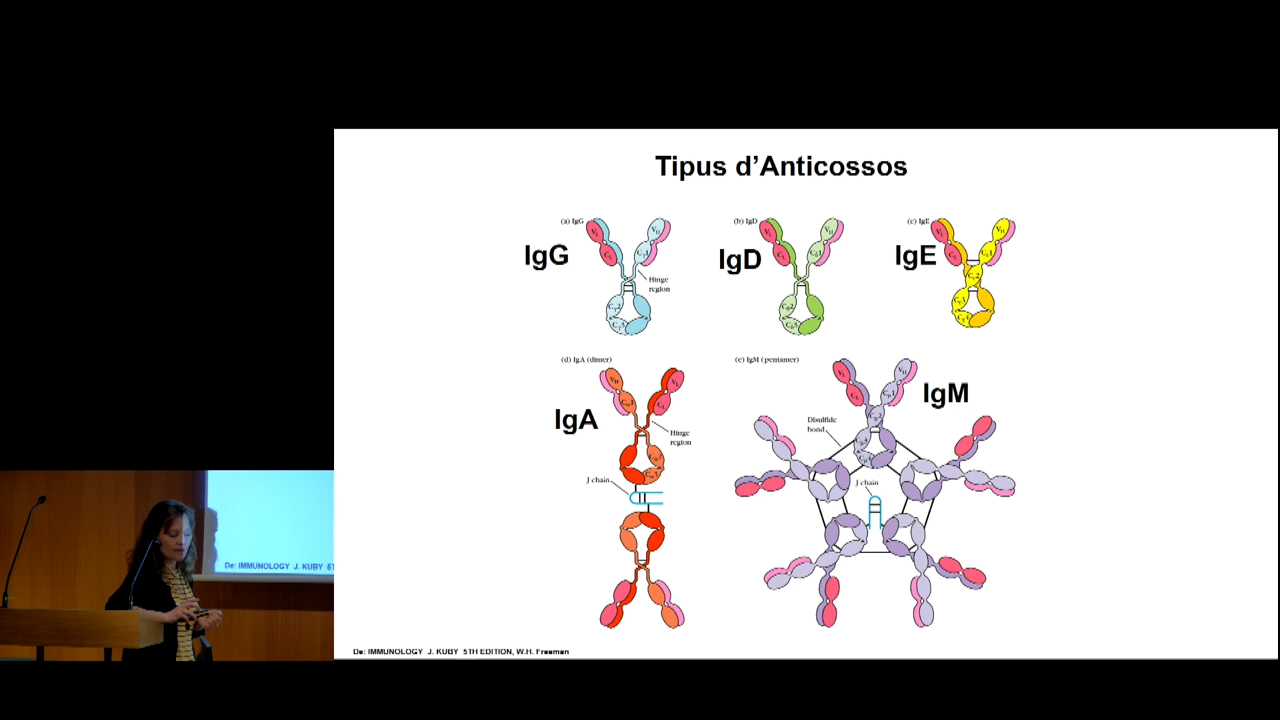 Tipus d'Anticossos
(a) IgG
IgG
Hinge
region
(b) IgD
IgD
(c) IgE
IgE
(d) IgA (dimer)
IgA
Hinge
region
J chain
(e) IgM (pentamer)
IgM
Disulfide
bond
J chain
De: IMMUNOLOGY J. KUBY 5TH EDITION, W.H. Freeman
De: IMMUNOLOGY J. KUBY 5T